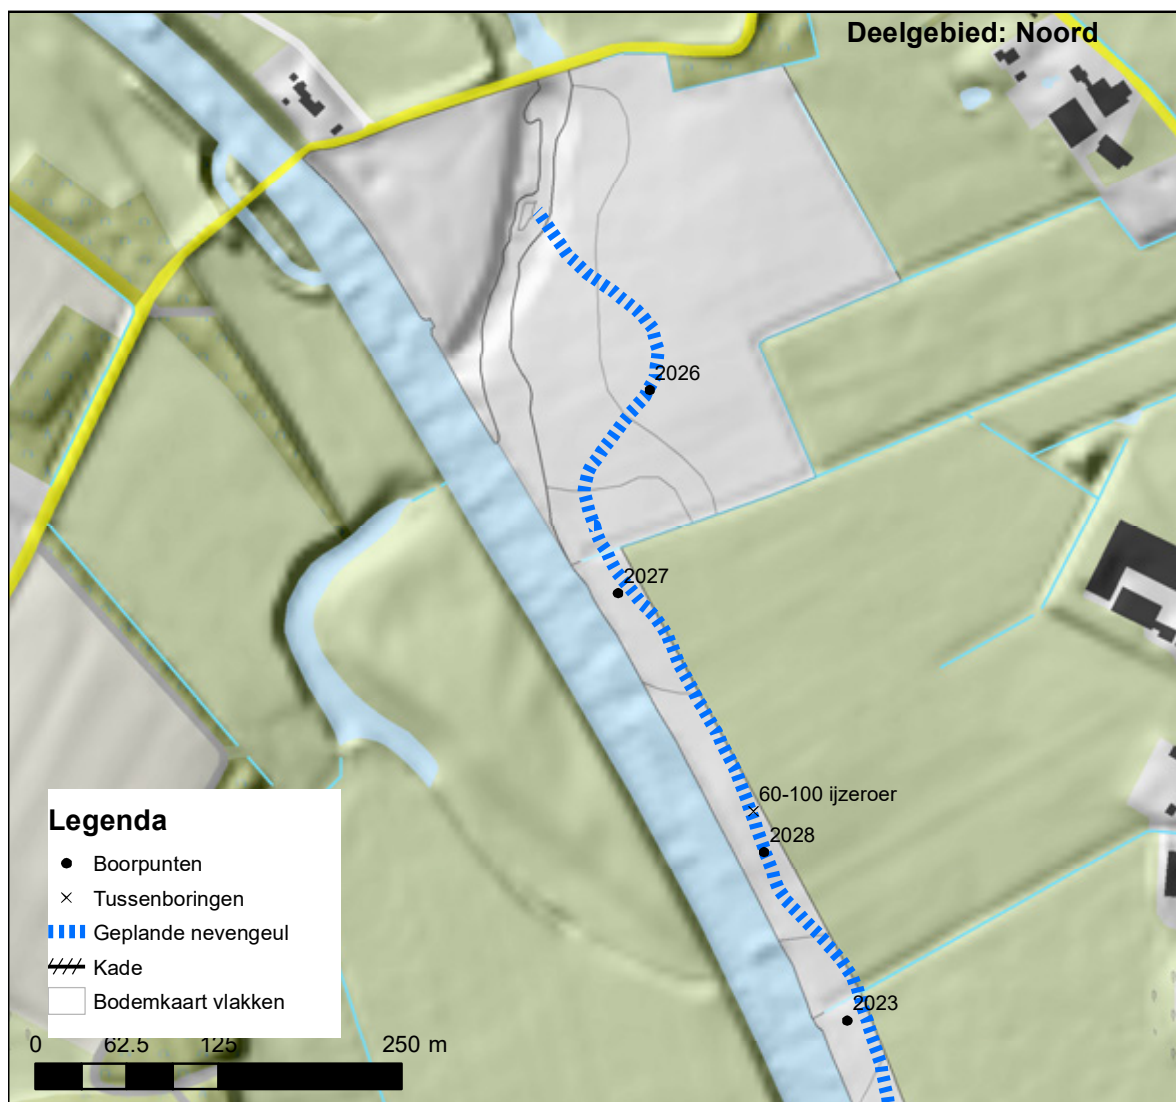 Deelgebied: Noord
2026
2027
60-100 ijzeroer
2028
2023
Legenda
Boorpunten
Tussenboringen
Geplande nevengeul
Kade
Bodemkaart vlakken
0 62.5 125 250 m